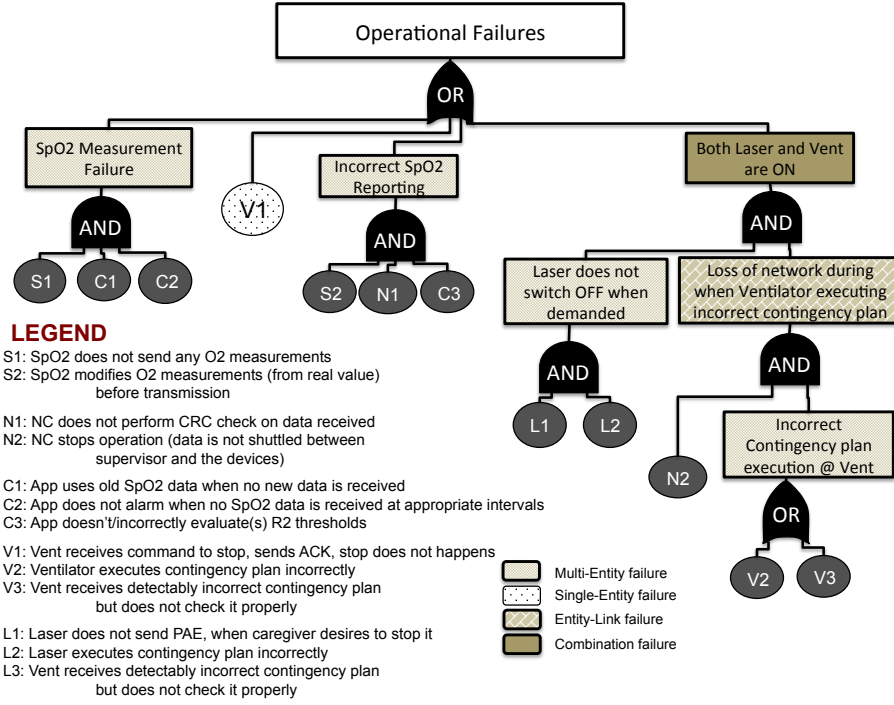 Operational Failures
OR
SpO2 Measurement
Failure
Incorrect SpO2
Reporting
Both Laser and Vent
are ON
V1
AND
AND
AND
S1
C1
C2
S2
N1
C3
Laser does not
switch OFF when
demanded
Loss of network during
when Ventilator executing
incorrect contingency plan
AND
AND
L1
L2
N2
Incorrect
Contingency plan
execution @ Vent
OR
V2
V3
LEGEND
S1: SpO2 does not send any O2 measurements
S2: SpO2 modifies O2 measurements (from real value)
before transmission
N1: NC does not perform CRC check on data received
N2: NC stops operation (data is not shuttled between
supervisor and the devices)
C1: App uses old SpO2 data when no new data is received
C2: App does not alarm when no SpO2 data is received at appropriate intervals
C3: App doesn't/incorrectly evaluate(s) R2 thresholds
V1: Vent receives command to stop, sends ACK, stop does not happens
V2: Ventilator executes contingency plan incorrectly
V3: Vent receives detectably incorrect contingency plan
but does not check it properly
L1: Laser does not send PAE, when caregiver desires to stop it
L2: Laser executes contingency plan incorrectly
L3: Vent receives detectably incorrect contingency plan
but does not check it properly
Multi-Entity failure
Single-Entity failure
Entity-Link failure
Combination failure